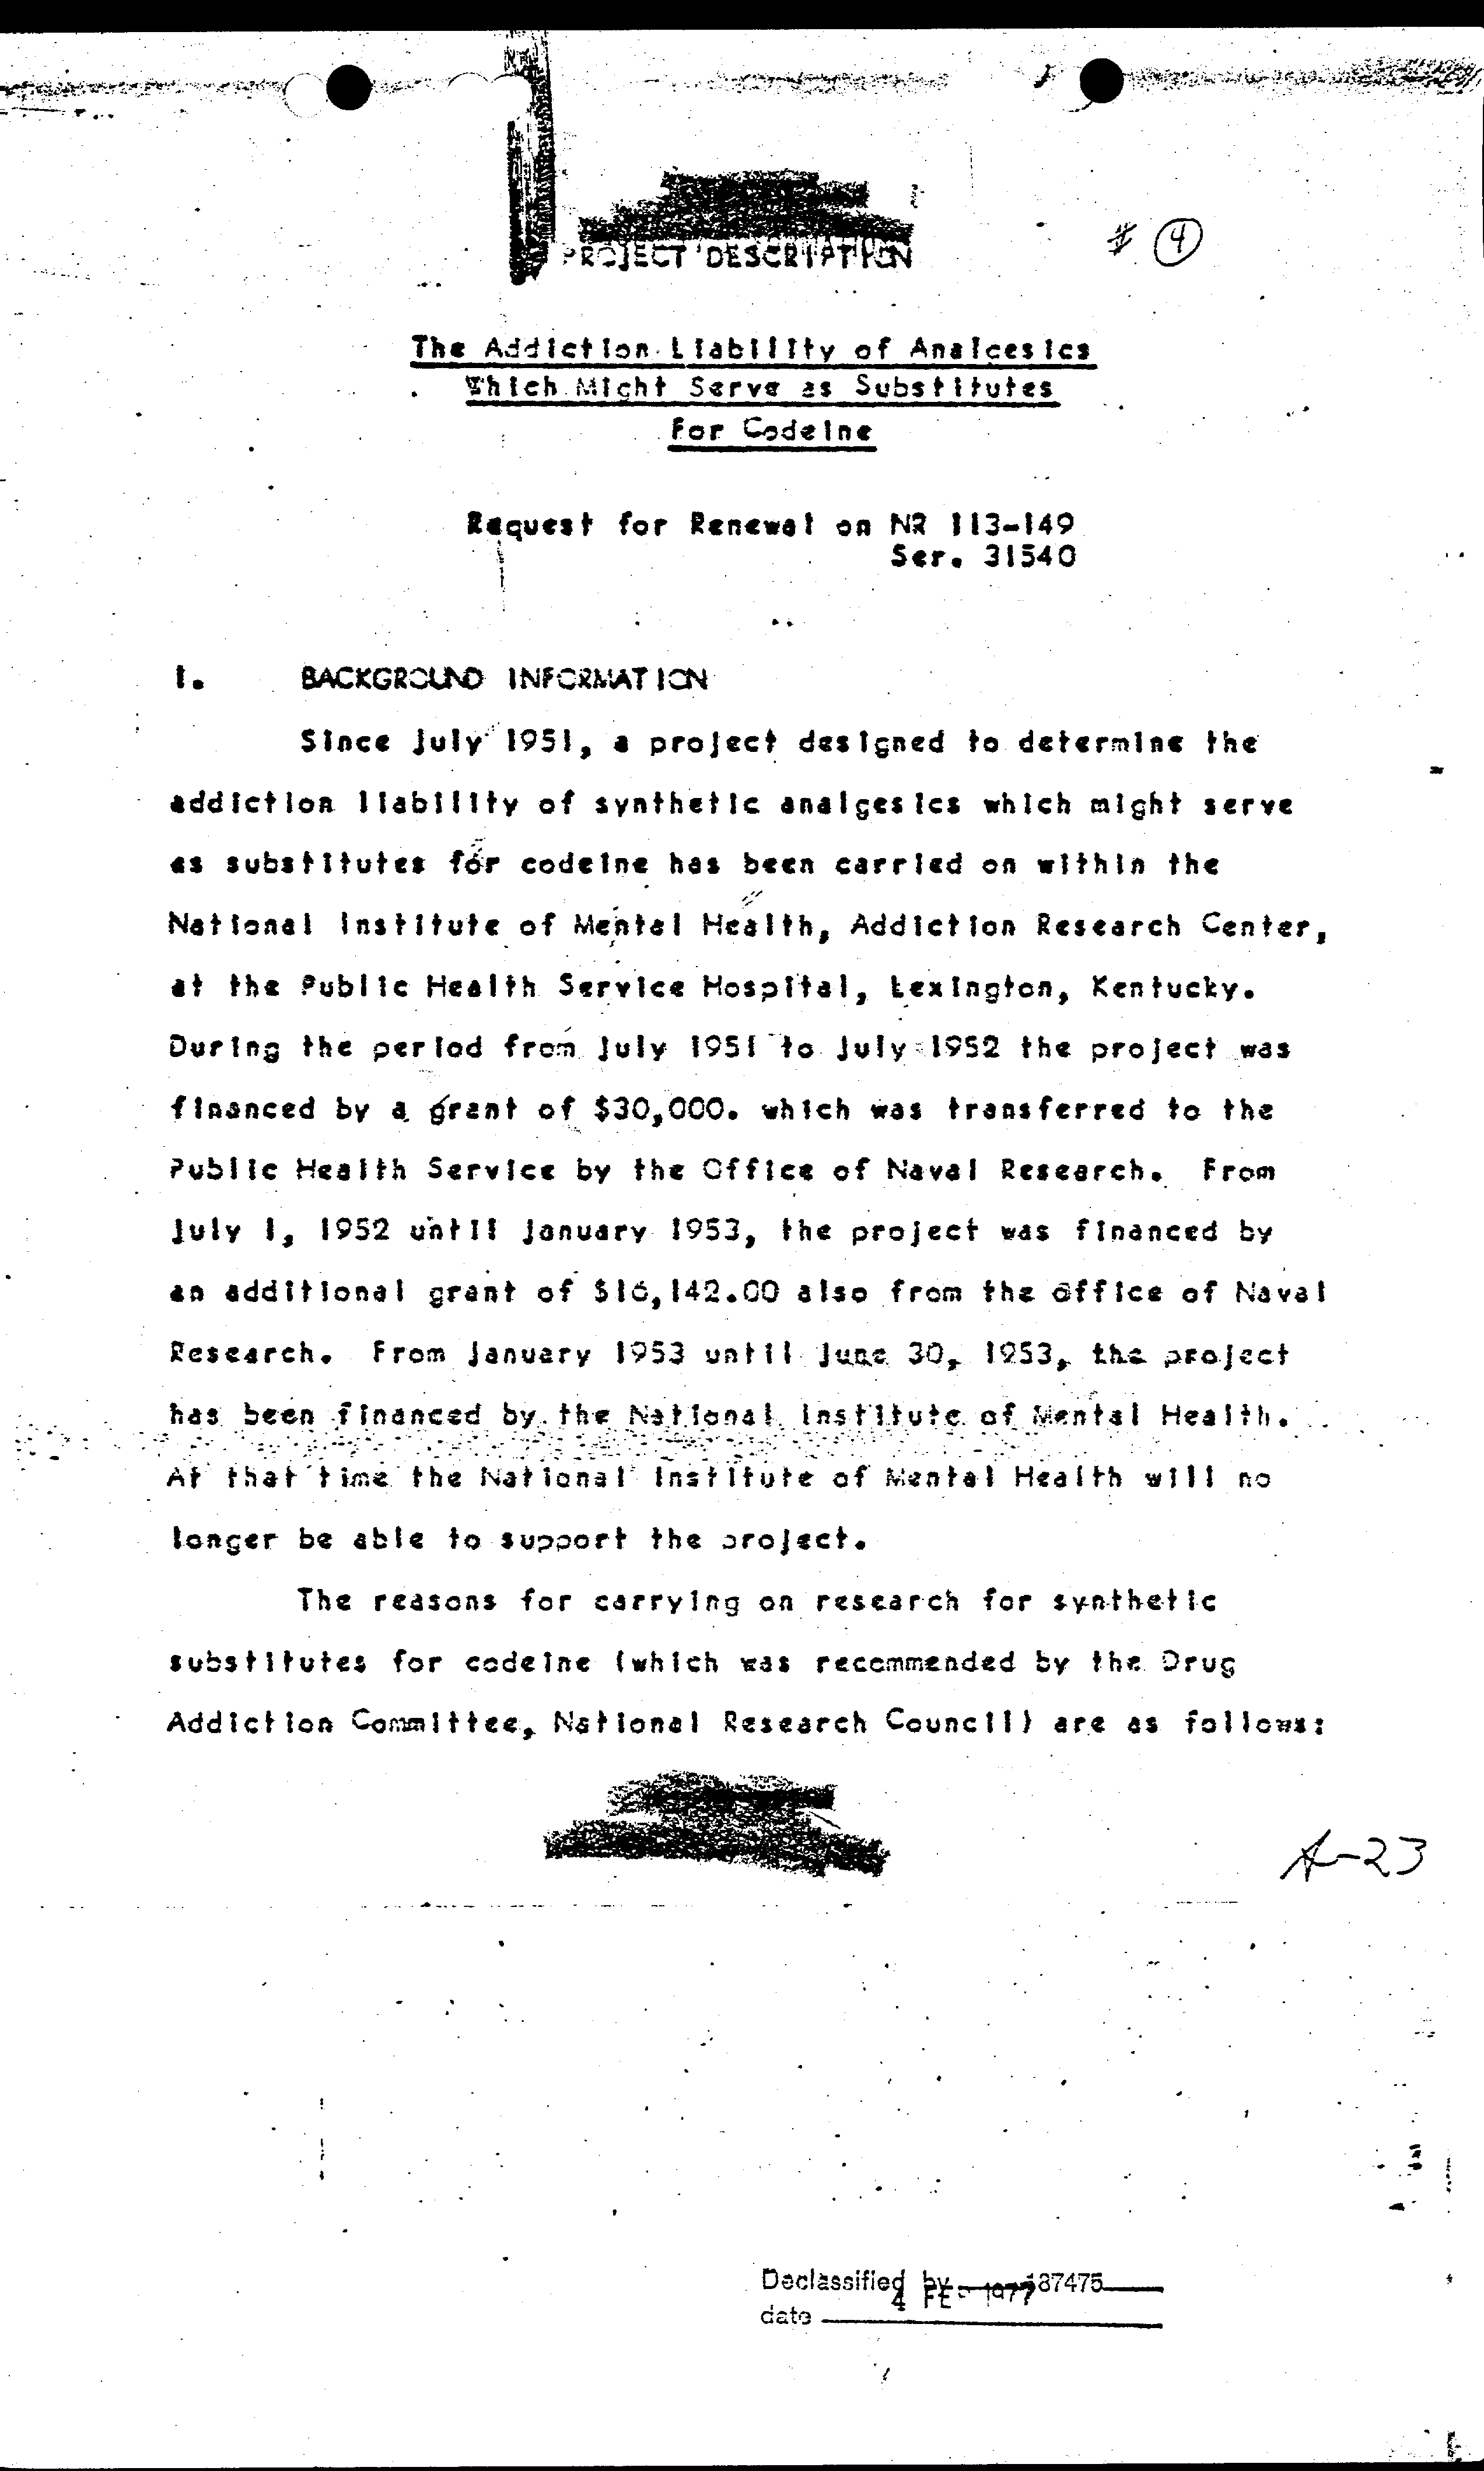 # 4
PROJECT DESCRIPTION
The Addiction Liability of Analgesics
Which Might Serve as Substitutes
For Codeine
Request for Renewal on NR 113-149
Ser. 31540
I. BACKGROUND INFORMATION
Since July 1951, a project designed to determine the
addiction liability of synthetic analgesics which might serve
as substitutes for codeine has been carried on within the
National Institute of Mental Health, Addiction Research Center,
at the Public Health Service Hospital, Lexington, Kentucky.
During the period from July 1951 to July 1952 the project was
financed by a grant of $30,000. which was transferred to the
Public Health Service by the Office of Naval Research. From
July 1, 1952 until January 1953, the project was financed by
an additional grant of $16,142.00 also from the Office of Naval
Research. From January 1953 until June 30, 1953, the project
has been financed by the National Institute of Mental Health.
At that time the National Institute of Mental Health will no
longer be able to support the project.
The reasons for carrying on research for synthetic
substitutes for codeine (which was recommended by the Drug
Addiction Committee, National Research Council) are as follows:
A-23
Declassified by 187475
4 1977
date